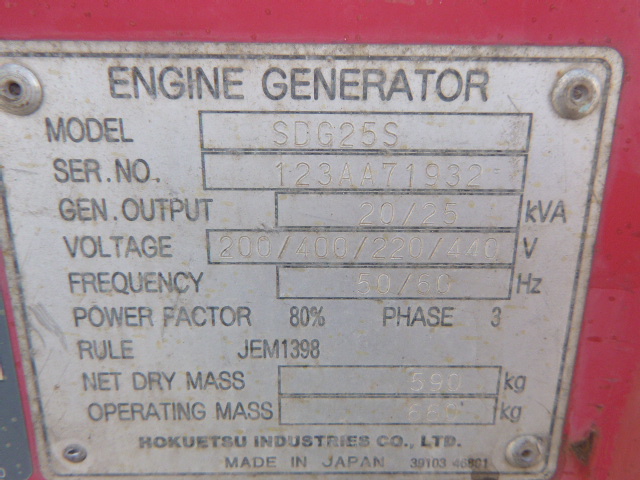 ENGINE GENERATOR
MODEL SDG25S
SER.NO. 123AA71932
GEN.OUTPUT 20/25 kVA
VOLTAGE 200/400/220/440 V
FREQUENCY 50/60 Hz
POWER FACTOR 80% PHASE 3
RULE JEM1398
NET DRY MASS 590 kg
OPERATING MASS kg
HOKUETSU INDUSTRIES CO., LTD.
MADE IN JAPAN 39103